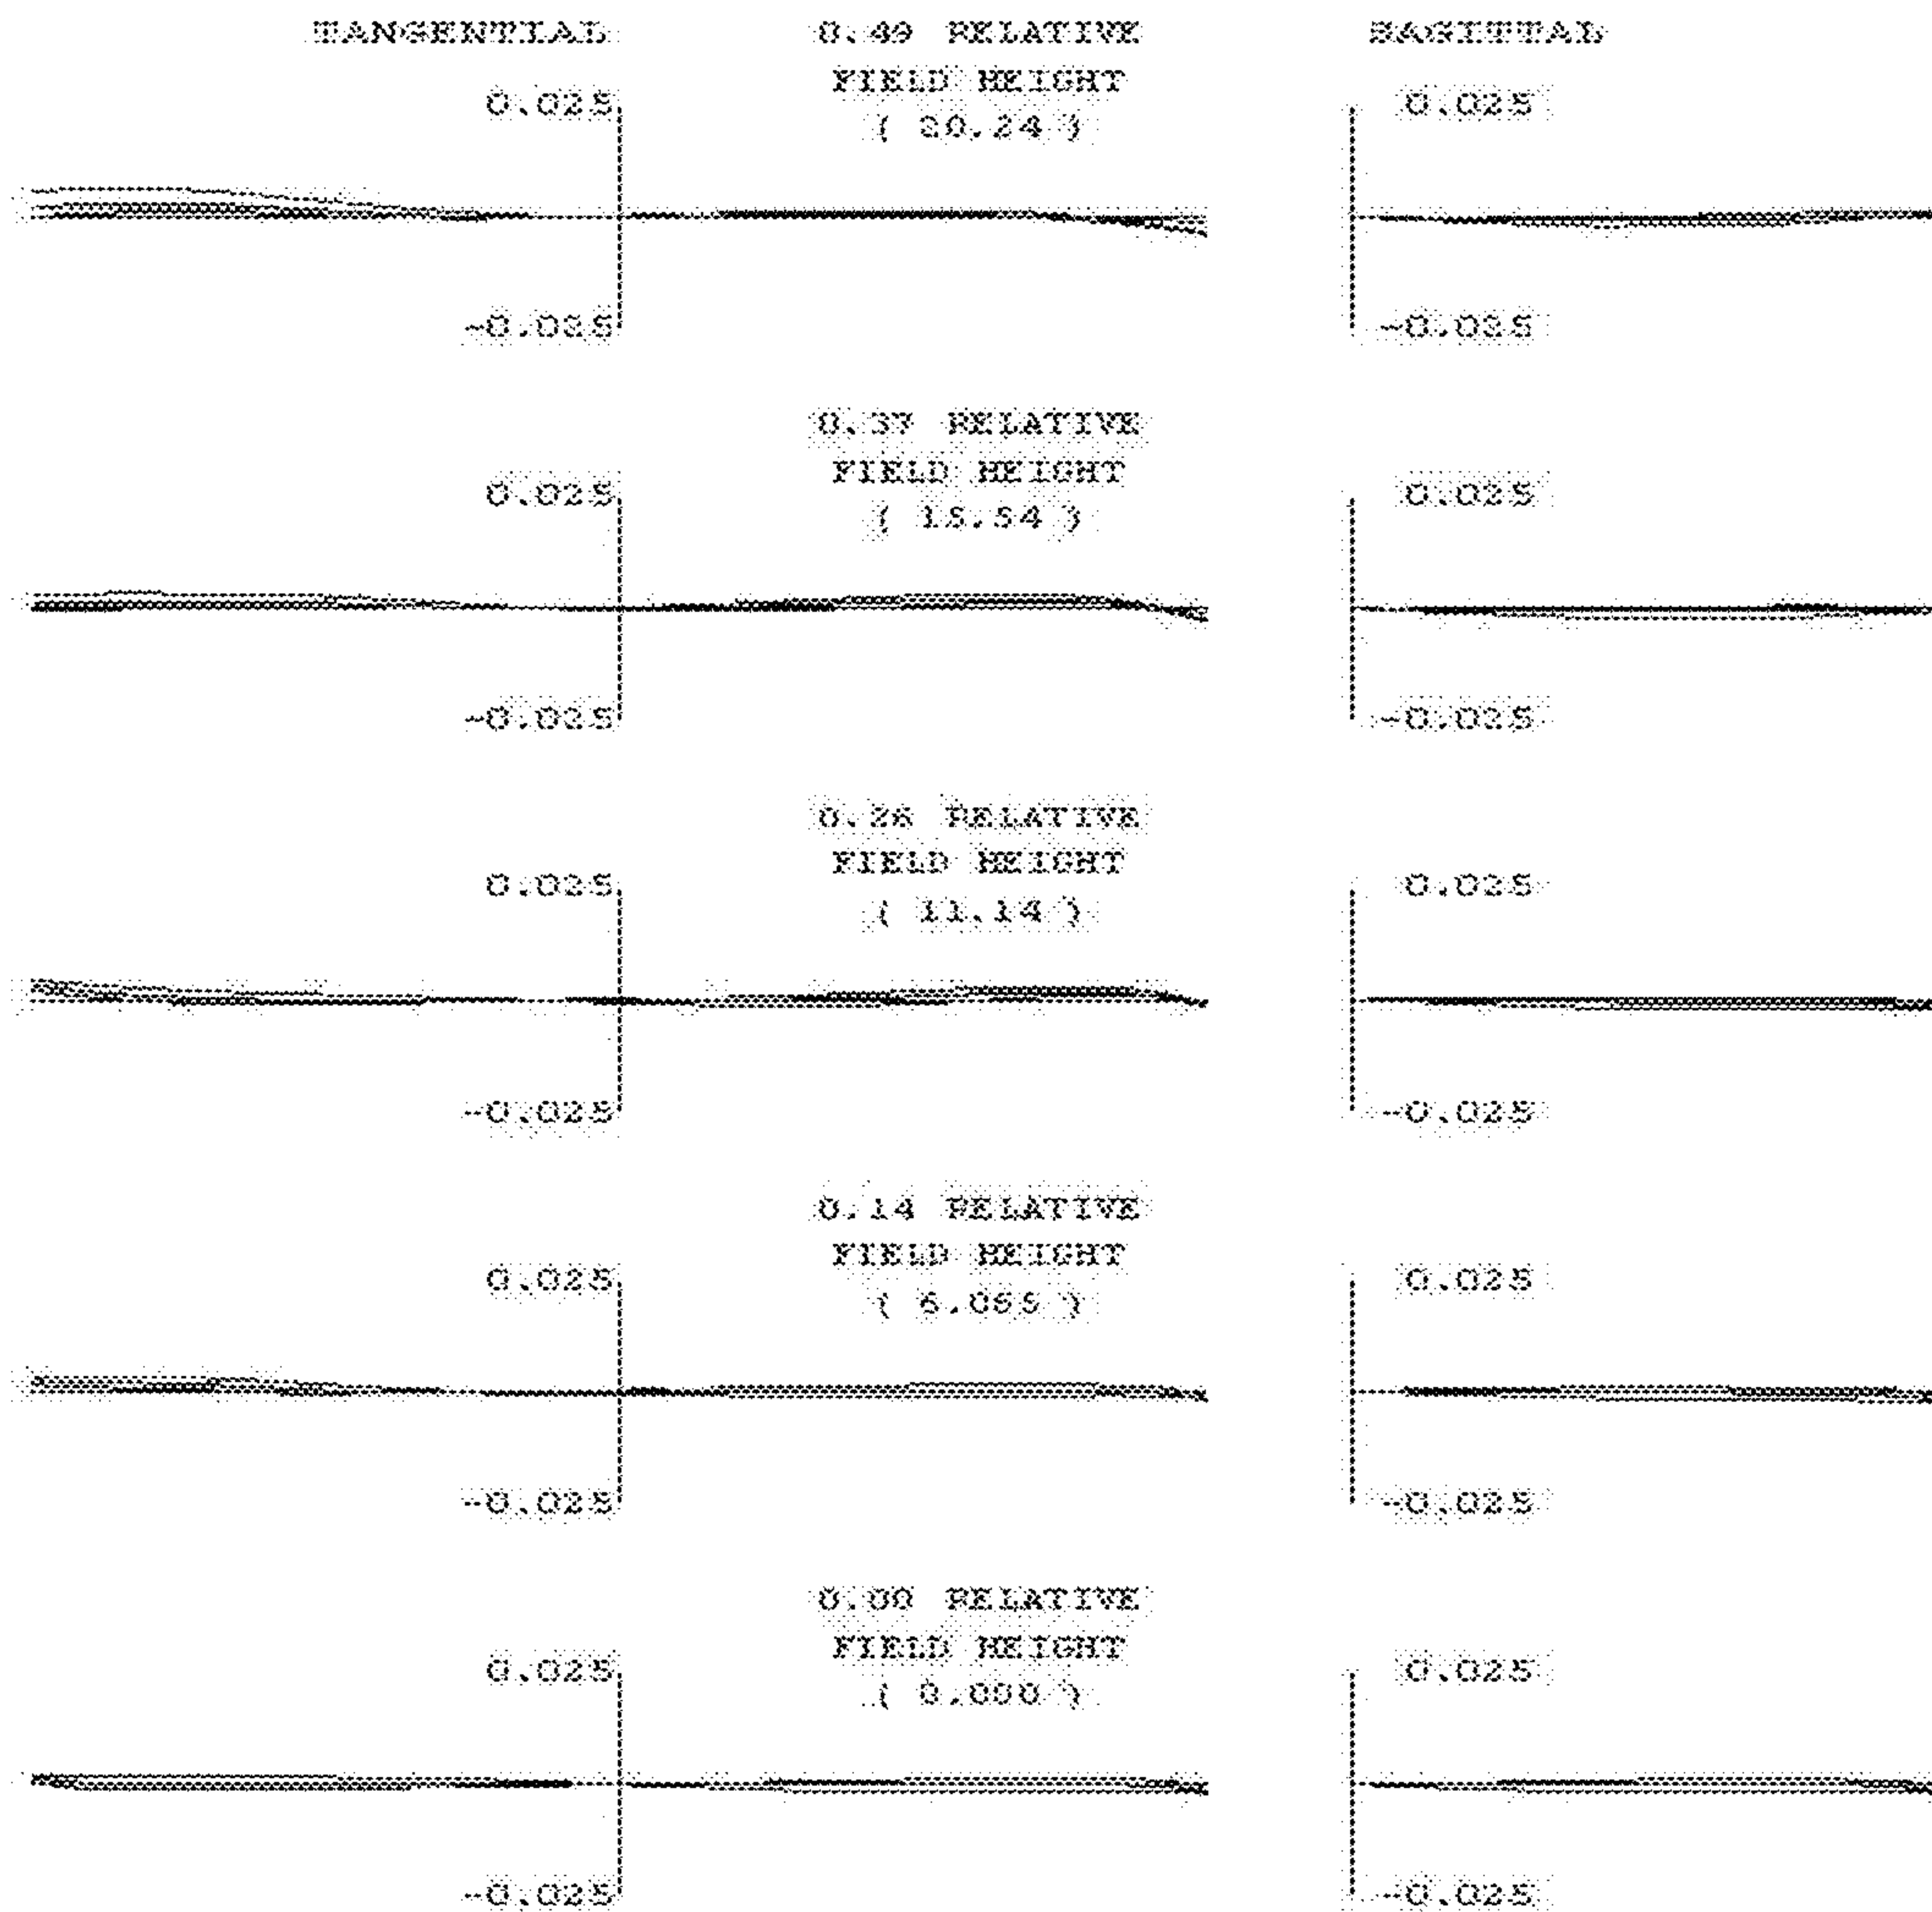 TANGENTIAL 0.49 RELATIVE SAGITTAL
FIELD HEIGHT
0.025 0.025
( 20.24 )
-0.025 -0.025
0.37 RELATIVE
FIELD HEIGHT
0.025 0.025
( 15.54 )
-0.025 -0.025
0.26 RELATIVE
FIELD HEIGHT
0.025 0.025
( 11.14 )
-0.025 -0.025
0.14 RELATIVE
FIELD HEIGHT
0.025 0.025
-0.025 -0.025
0.00 RELATIVE
FIELD HEIGHT
0.025 0.025
( 0.000 )
-0.025 -0.025